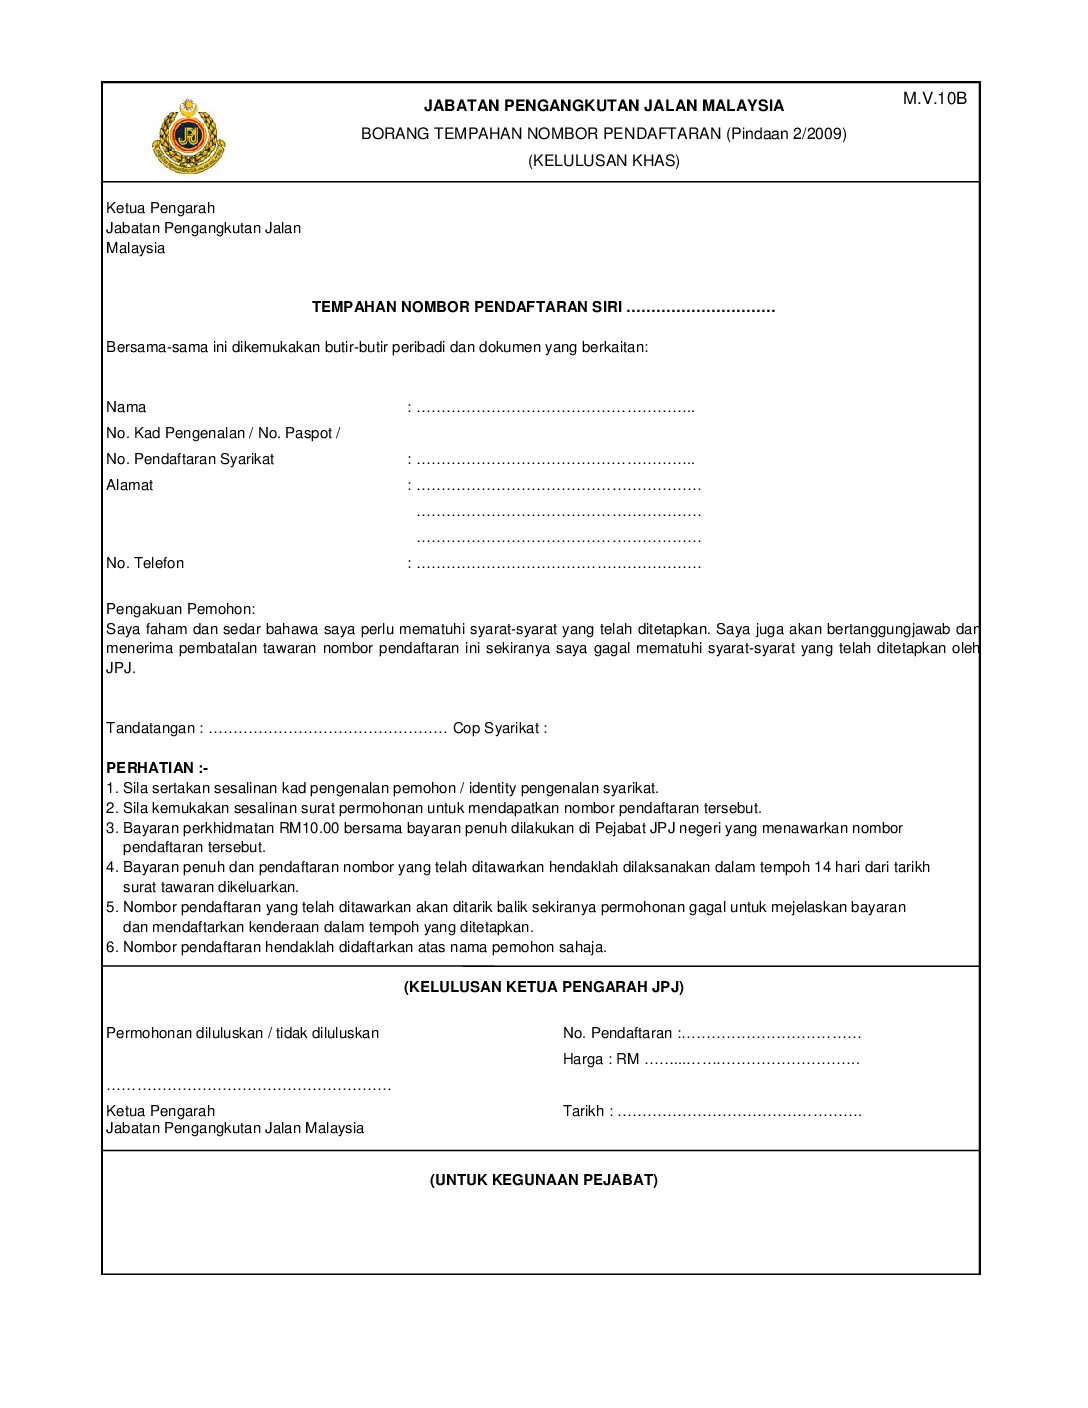 M.V.10B
JABATAN PENGANGKUTAN JALAN MALAYSIA
BORANG TEMPAHAN NOMBOR PENDAFTARAN (Pindaan 2/2009)
(KELULUSAN KHAS)
JPJ
Ketua Pengarah
Jabatan Pengangkutan Jalan
Malaysia
TEMPAHAN NOMBOR PENDAFTARAN SIRI …………………………
Bersama-sama ini dikemukakan butir-butir peribadi dan dokumen yang berkaitan:
Nama : ………………………………………………..
No. Kad Pengenalan / No. Paspot /
No. Pendaftaran Syarikat : ………………………………………………..
Alamat : …………………………………………………
…………………………………………………
…………………………………………………
No. Telefon : …………………………………………………
Pengakuan Pemohon:
Saya faham dan sedar bahawa saya perlu mematuhi syarat-syarat yang telah ditetapkan. Saya juga akan bertanggungjawab dan
menerima pembatalan tawaran nombor pendaftaran ini sekiranya saya gagal mematuhi syarat-syarat yang telah ditetapkan oleh
JPJ.
Tandatangan : ………………………………………… Cop Syarikat :
PERHATIAN :-
1. Sila sertakan sesalinan kad pengenalan pemohon / identity pengenalan syarikat.
2. Sila kemukakan sesalinan surat permohonan untuk mendapatkan nombor pendaftaran tersebut.
3. Bayaran perkhidmatan RM10.00 bersama bayaran penuh dilakukan di Pejabat JPJ negeri yang menawarkan nombor
pendaftaran tersebut.
4. Bayaran penuh dan pendaftaran nombor yang telah ditawarkan hendaklah dilaksanakan dalam tempoh 14 hari dari tarikh
surat tawaran dikeluarkan.
5. Nombor pendaftaran yang telah ditawarkan akan ditarik balik sekiranya permohonan gagal untuk mejelaskan bayaran
dan mendaftarkan kenderaan dalam tempoh yang ditetapkan.
6. Nombor pendaftaran hendaklah didaftarkan atas nama pemohon sahaja.
(KELULUSAN KETUA PENGARAH JPJ)
Permohonan diluluskan / tidak diluluskan No. Pendaftaran :………………………………
Harga : RM ……...…….……………………….
…………………………………………………
Ketua Pengarah Tarikh : ………………………………………….
Jabatan Pengangkutan Jalan Malaysia
(UNTUK KEGUNAAN PEJABAT)